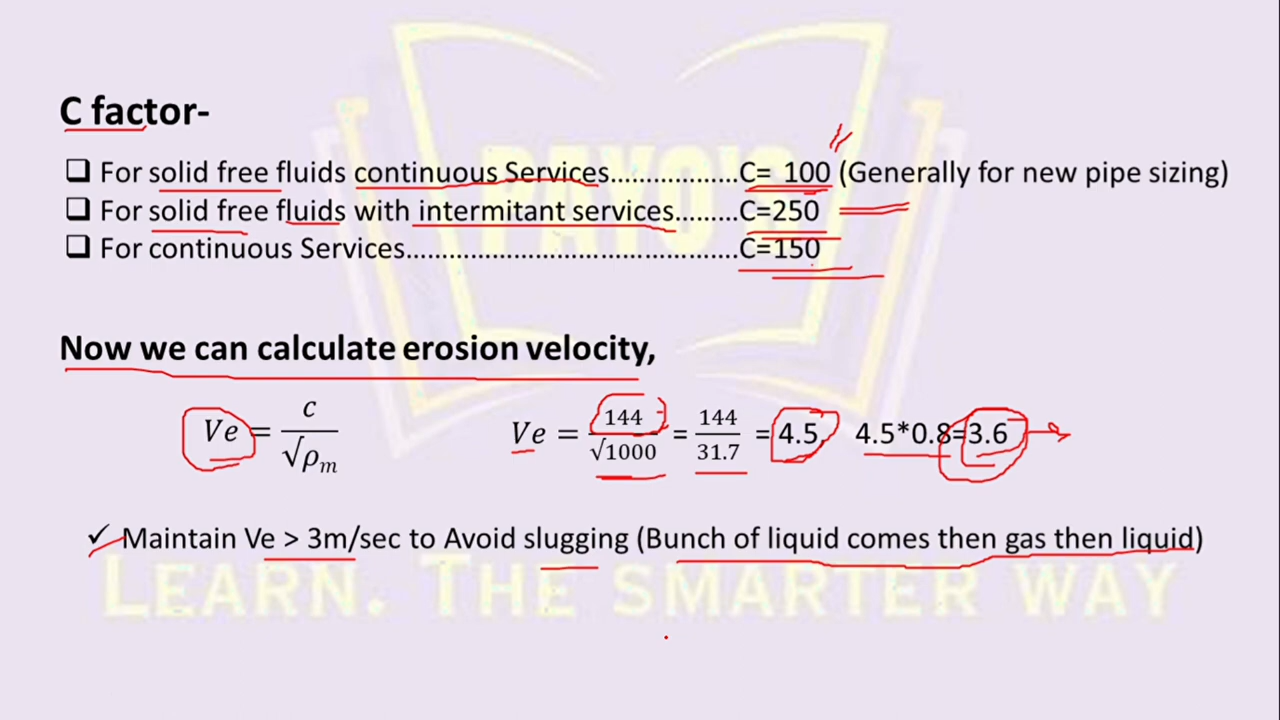 C factor-
❑ For solid free fluids continuous Services.................C= 100 (Generally for new pipe sizing)
❑ For solid free fluids with intermitant services.........C=250
❑ For continuous Services...........................................C=150
Now we can calculate erosion velocity,
Ve = c / √ρm    Ve = 144 / √1000 = 144 / 31.7 = 4.5    4.5*0.8=3.6
✓ Maintain Ve > 3m/sec to Avoid slugging (Bunch of liquid comes then gas then liquid)
PAYO'S
LEARN. THE SMARTER WAY